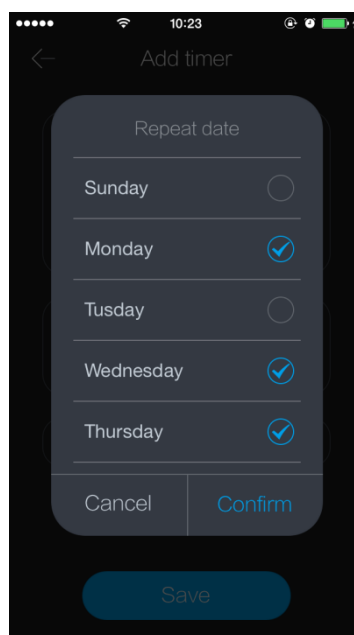 10:23
Add timer
Repeat date
Sunday
Monday
Tusday
Wednesday
Thursday
Cancel Confirm
Save